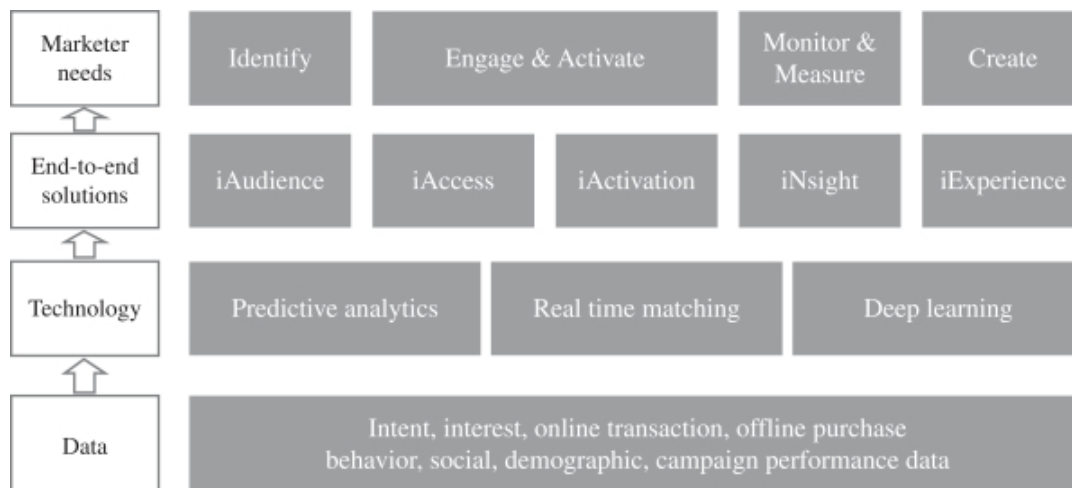 Marketer
needs
Identify
Engage & Activate
Monitor &
Measure
Create
End-to-end
solutions
iAudience
iAccess
iActivation
iNsight
iExperience
Technology
Predictive analytics
Real time matching
Deep learning
Data
Intent, interest, online transaction, offline purchase
behavior, social, demographic, campaign performance data